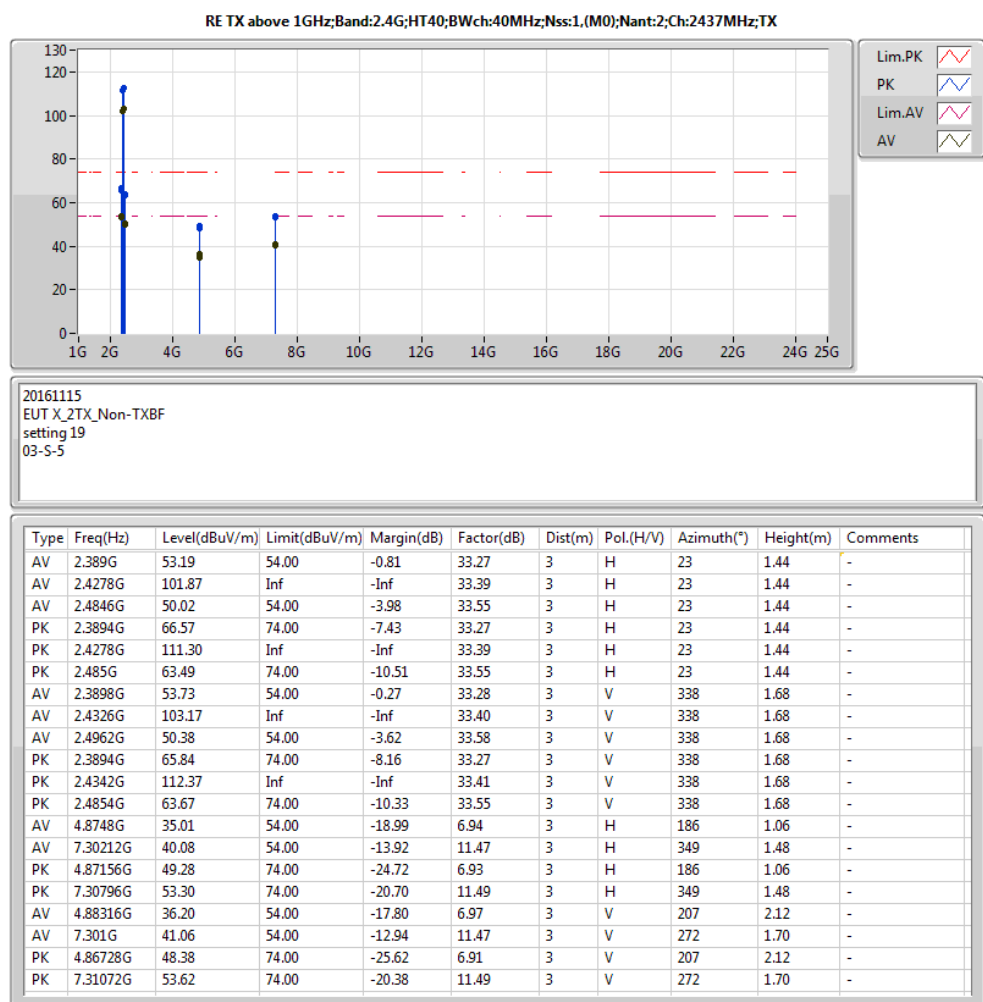 RE TX above 1GHz;Band:2.4G;HT40;BWch:40MHz;Nss:1,(M0);Nant:2;Ch:2437MHz;TX
130
120
100
80
60
40
20
0
1G 2G 4G 6G 8G 10G 12G 14G 16G 18G 20G 22G 24G 25G
Lim.PK
PK
Lim.AV
AV
20161115
EUT X_2TX_Non-TXBF
setting 19
03-S-5
Type Freq(Hz) Level(dBuV/m) Limit(dBuV/m) Margin(dB) Factor(dB) Dist(m) Pol.(H/V) Azimuth(°) Height(m) Comments
AV 2.389G 53.19 54.00 -0.81 33.27 3 H 23 1.44 -
AV 2.4278G 101.87 Inf -Inf 33.39 3 H 23 1.44 -
AV 2.4846G 50.02 54.00 -3.98 33.55 3 H 23 1.44 -
PK 2.3894G 66.57 74.00 -7.43 33.27 3 H 23 1.44 -
PK 2.4278G 111.30 Inf -Inf 33.39 3 H 23 1.44 -
PK 2.485G 63.49 74.00 -10.51 33.55 3 H 23 1.44 -
AV 2.3898G 53.73 54.00 -0.27 33.28 3 V 338 1.68 -
AV 2.4326G 103.17 Inf -Inf 33.40 3 V 338 1.68 -
AV 2.4962G 50.38 54.00 -3.62 33.58 3 V 338 1.68 -
PK 2.3894G 65.84 74.00 -8.16 33.27 3 V 338 1.68 -
PK 2.4342G 112.37 Inf -Inf 33.41 3 V 338 1.68 -
PK 2.4854G 63.67 74.00 -10.33 33.55 3 V 338 1.68 -
AV 4.8748G 35.01 54.00 -18.99 6.94 3 H 186 1.06 -
AV 7.30212G 40.08 54.00 -13.92 11.47 3 H 349 1.48 -
PK 4.87156G 49.28 74.00 -24.72 6.93 3 H 186 1.06 -
PK 7.30796G 53.30 74.00 -20.70 11.49 3 H 349 1.48 -
AV 4.88316G 36.20 54.00 -17.80 6.97 3 V 207 2.12 -
AV 7.301G 41.06 54.00 -12.94 11.47 3 V 272 1.70 -
PK 4.86728G 48.38 74.00 -25.62 6.91 3 V 207 2.12 -
PK 7.31072G 53.62 74.00 -20.38 11.49 3 V 272 1.70 -